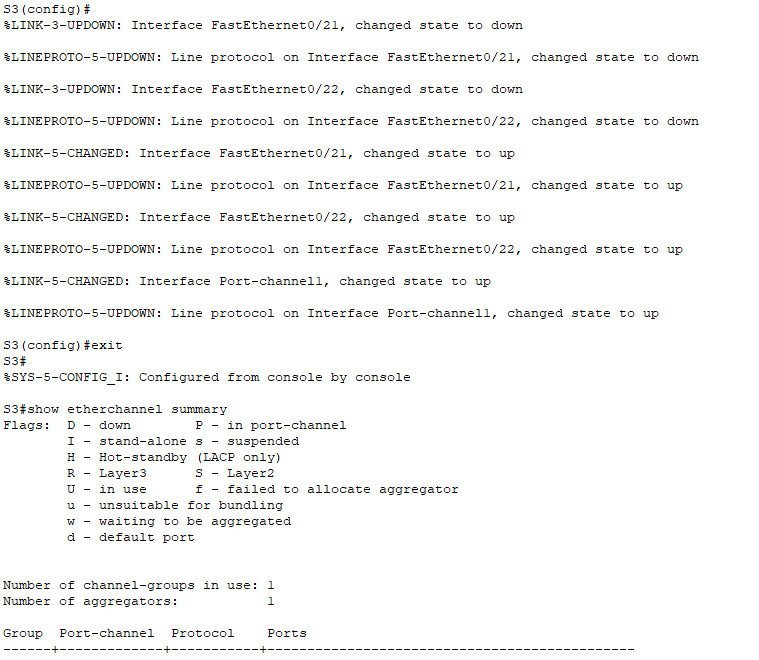 S3(config)#
%LINK-3-UPDOWN: Interface FastEthernet0/21, changed state to down
%LINEPROTO-5-UPDOWN: Line protocol on Interface FastEthernet0/21, changed state to down
%LINK-3-UPDOWN: Interface FastEthernet0/22, changed state to down
%LINEPROTO-5-UPDOWN: Line protocol on Interface FastEthernet0/22, changed state to down
%LINK-5-CHANGED: Interface FastEthernet0/21, changed state to up
%LINEPROTO-5-UPDOWN: Line protocol on Interface FastEthernet0/21, changed state to up
%LINK-5-CHANGED: Interface FastEthernet0/22, changed state to up
%LINEPROTO-5-UPDOWN: Line protocol on Interface FastEthernet0/22, changed state to up
%LINK-5-CHANGED: Interface Port-channel1, changed state to up
%LINEPROTO-5-UPDOWN: Line protocol on Interface Port-channel1, changed state to up
S3(config)#exit
S3#
%SYS-5-CONFIG_I: Configured from console by console
S3#show etherchannel summary
Flags:  D - down        P - in port-channel
        I - stand-alone s - suspended
        H - Hot-standby (LACP only)
        R - Layer3      S - Layer2
        U - in use      f - failed to allocate aggregator
        u - unsuitable for bundling
        w - waiting to be aggregated
        d - default port
Number of channel-groups in use: 1
Number of aggregators:           1
Group  Port-channel  Protocol    Ports
------+-------------+-----------+----------------------------------------------